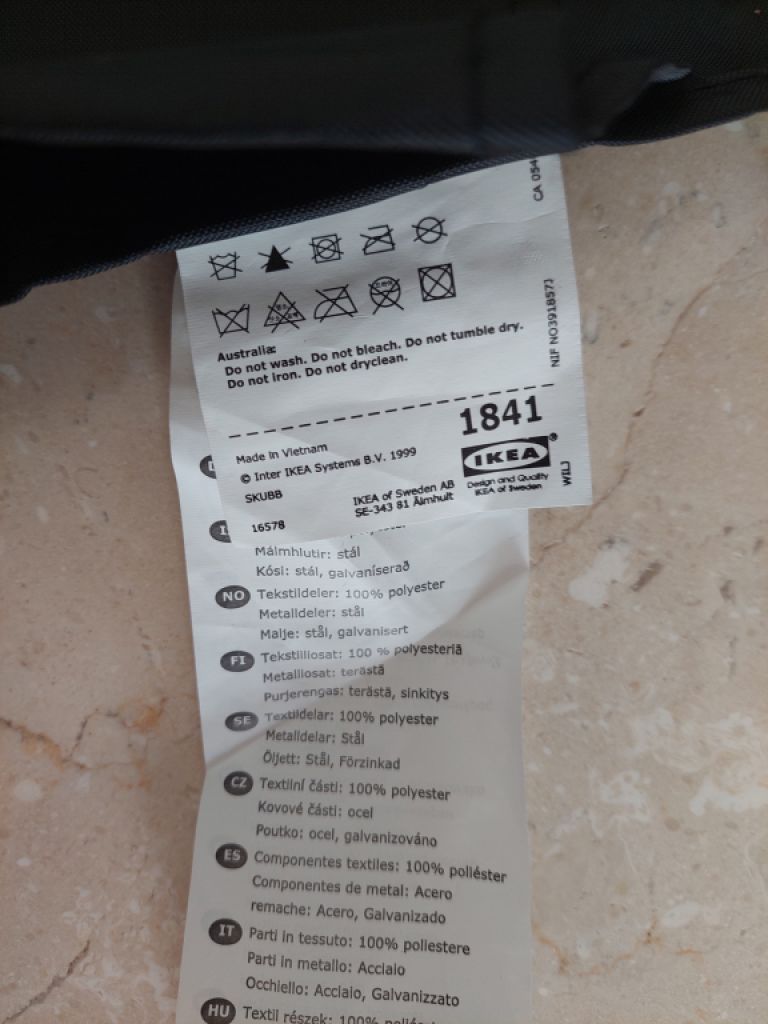 CA 054
Australia:
Do not wash. Do not bleach. Do not tumble dry.
Do not iron. Do not dryclean.
NIF NO3918573
1841
Made in Vietnam
© Inter IKEA Systems B.V. 1999
SKUBB
16578
IKEA of Sweden AB
SE-343 81 Älmhult
IKEA®
Design and Quality
IKEA of Sweden
Málmhlutir: stál
Kósi: stál, galvaníserað
NO Tekstildeler: 100% polyester
Metalldeler: stål
Malje: stål, galvanisert
FI Tekstiiliosat: 100 % polyesteriä
Metalliosat: terästä
Purjerengas: terästä, sinkitys
SE Textildelar: 100% polyester
Metalldelar: Stål
Öljett: Stål, Förzinkad
CZ Textilní části: 100% polyester
Kovové části: ocel
Poutko: ocel, galvanizováno
ES Componentes textiles: 100% poliéster
Componentes de metal: Acero
remache: Acero, Galvanizado
IT Parti in tessuto: 100% poliestere
Parti in metallo: Acciaio
Occhiello: Acciaio, Galvanizzato
HU Textil részek: 100%